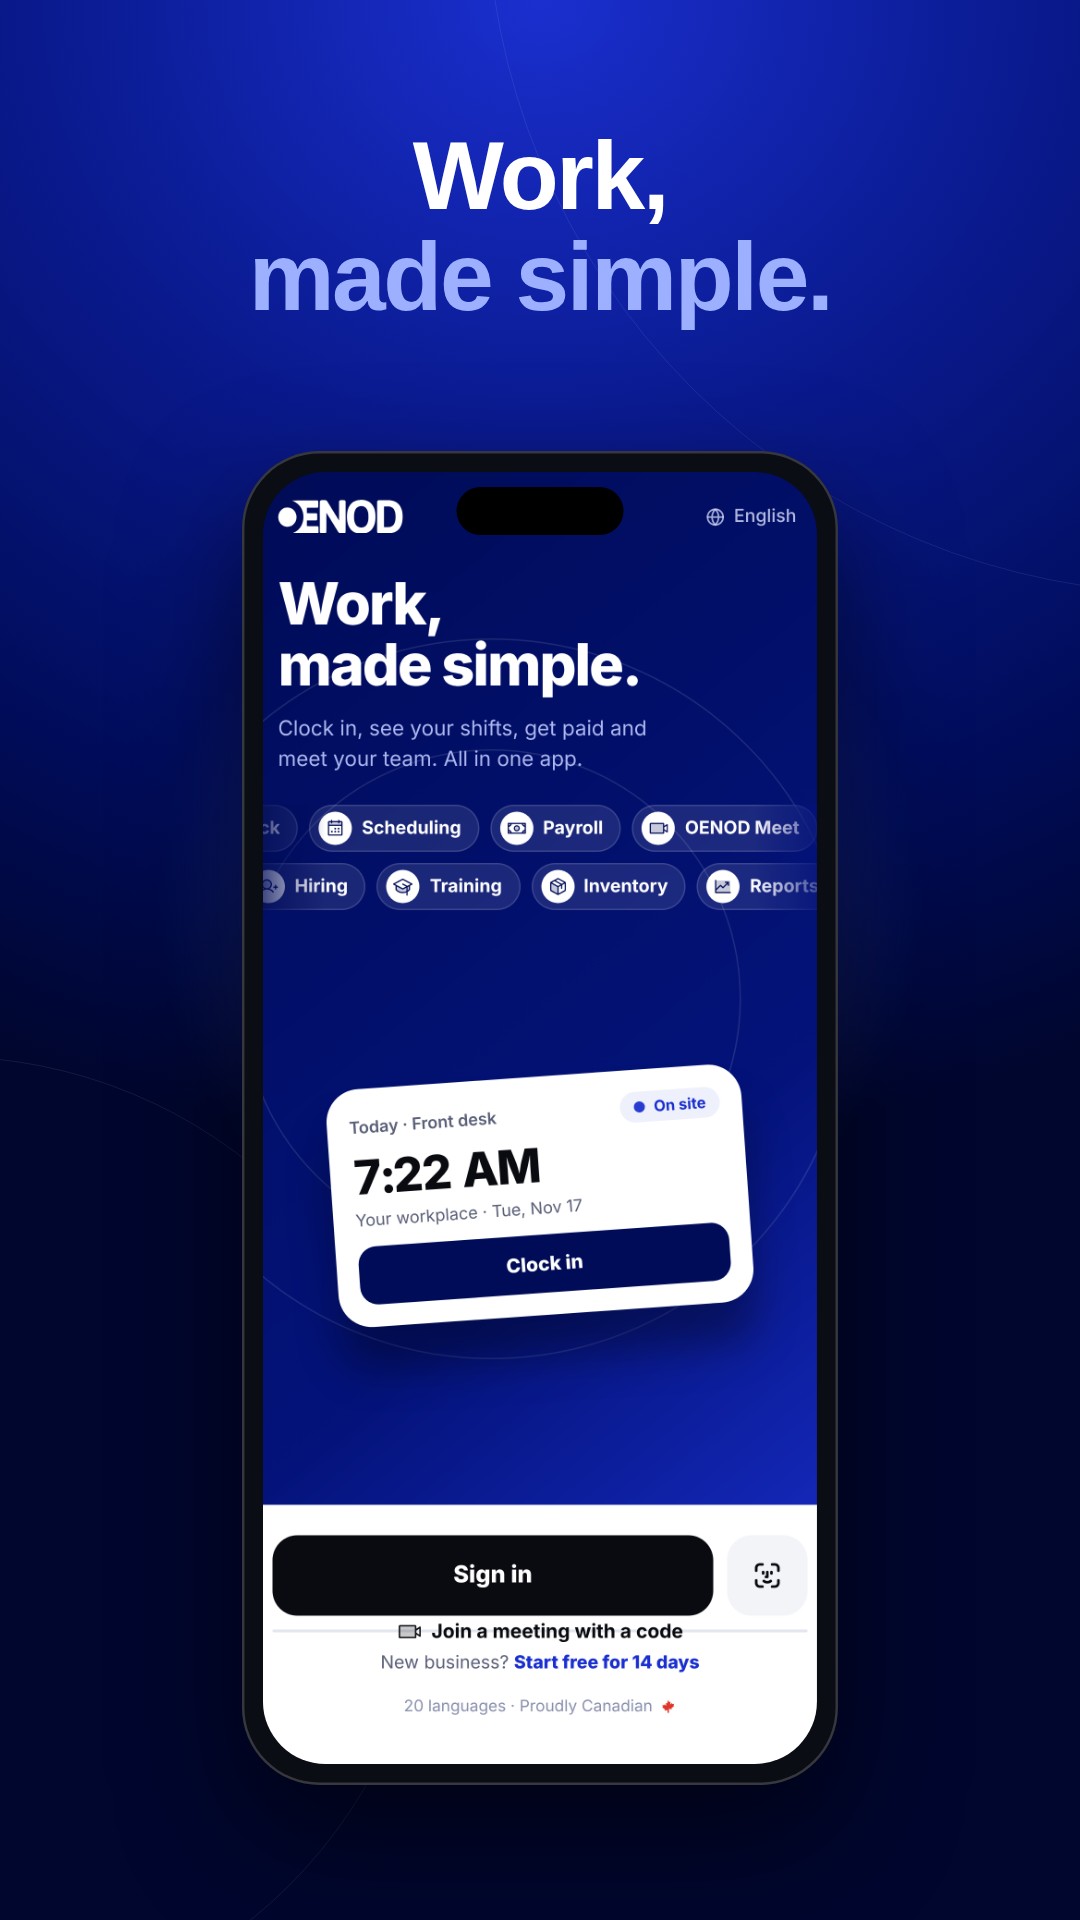 Work,
made simple.
OENOD
English
Work,
made simple.
Clock in, see your shifts, get paid and
meet your team. All in one app.
ck Scheduling Payroll OENOD Meet
Hiring Training Inventory Reports
Today · Front desk
On site
7:22 AM
Your workplace · Tue, Nov 17
Clock in
Sign in
Join a meeting with a code
New business? Start free for 14 days
20 languages · Proudly Canadian